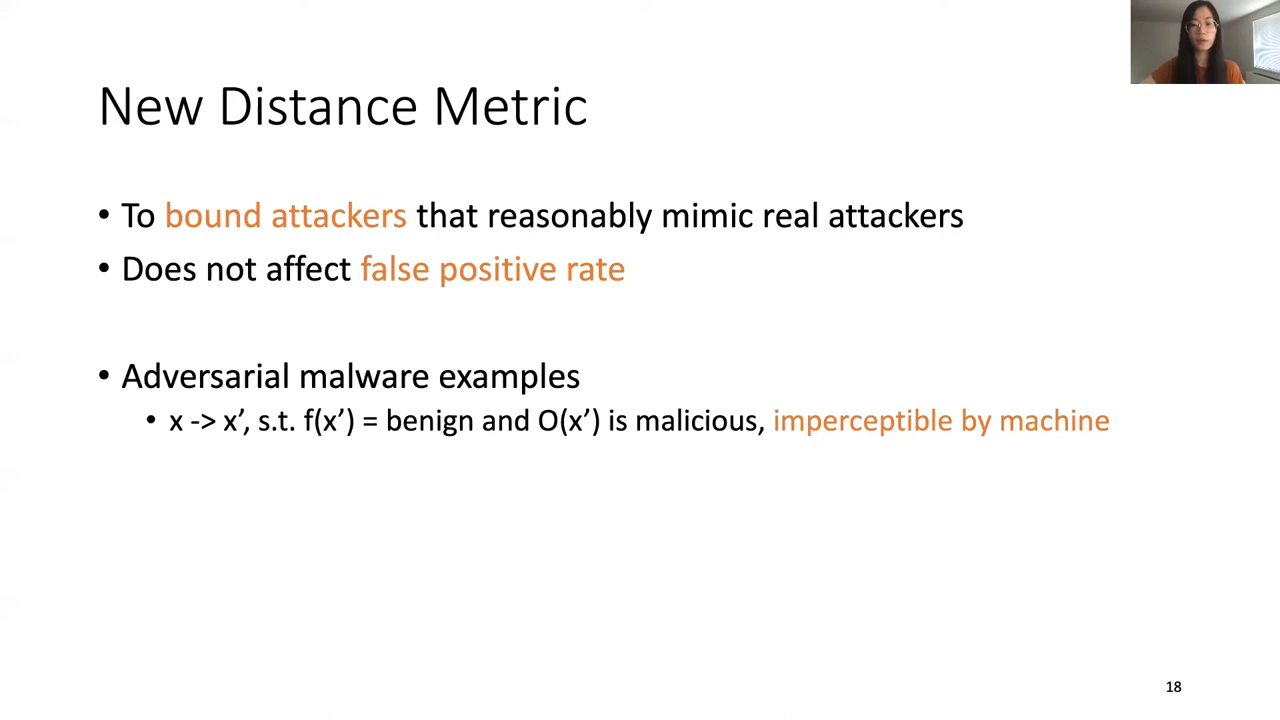 New Distance Metric
• To bound attackers that reasonably mimic real attackers
• Does not affect false positive rate
• Adversarial malware examples
• x -> x’, s.t. f(x’) = benign and O(x’) is malicious, imperceptible by machine
18